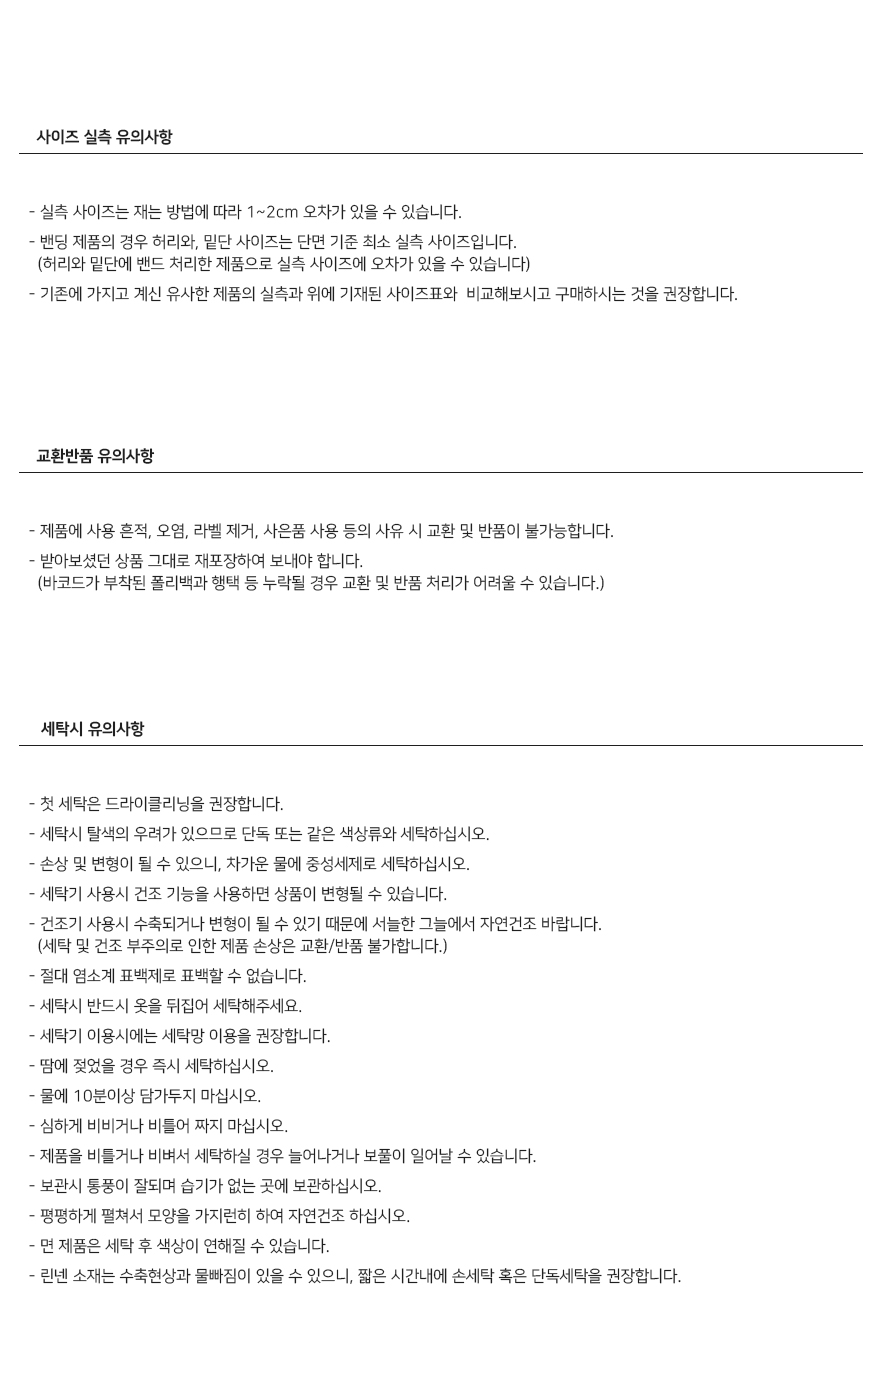 사이즈 실측 유의사항
- 실측 사이즈는 재는 방법에 따라 1~2cm 오차가 있을 수 있습니다.
- 밴딩 제품의 경우 허리와, 밑단 사이즈는 단면 기준 최소 실측 사이즈입니다.
(허리와 밑단에 밴드 처리한 제품으로 실측 사이즈에 오차가 있을 수 있습니다)
- 기존에 가지고 계신 유사한 제품의 실측과 위에 기재된 사이즈표와 비교해보시고 구매하시는 것을 권장합니다.
교환반품 유의사항
- 제품에 사용 흔적, 오염, 라벨 제거, 사은품 사용 등의 사유 시 교환 및 반품이 불가능합니다.
- 받아보셨던 상품 그대로 재포장하여 보내야 합니다.
(바코드가 부착된 폴리백과 행택 등 누락될 경우 교환 및 반품 처리가 어려울 수 있습니다.)
세탁시 유의사항
- 첫 세탁은 드라이클리닝을 권장합니다.
- 세탁시 탈색의 우려가 있으므로 단독 또는 같은 색상류와 세탁하십시오.
- 손상 및 변형이 될 수 있으니, 차가운 물에 중성세제로 세탁하십시오.
- 세탁기 사용시 건조 기능을 사용하면 상품이 변형될 수 있습니다.
- 건조기 사용시 수축되거나 변형이 될 수 있기 때문에 서늘한 그늘에서 자연건조 바랍니다.
(세탁 및 건조 부주의로 인한 제품 손상은 교환/반품 불가합니다.)
- 절대 염소계 표백제로 표백할 수 없습니다.
- 세탁시 반드시 옷을 뒤집어 세탁해주세요.
- 세탁기 이용시에는 세탁망 이용을 권장합니다.
- 땀에 젖었을 경우 즉시 세탁하십시오.
- 물에 10분이상 담가두지 마십시오.
- 심하게 비비거나 비틀어 짜지 마십시오.
- 제품을 비틀거나 비벼서 세탁하실 경우 늘어나거나 보풀이 일어날 수 있습니다.
- 보관시 통풍이 잘되며 습기가 없는 곳에 보관하십시오.
- 평평하게 펼쳐서 모양을 가지런히 하여 자연건조 하십시오.
- 면 제품은 세탁 후 색상이 연해질 수 있습니다.
- 린넨 소재는 수축현상과 물빠짐이 있을 수 있으니, 짧은 시간내에 손세탁 혹은 단독세탁을 권장합니다.